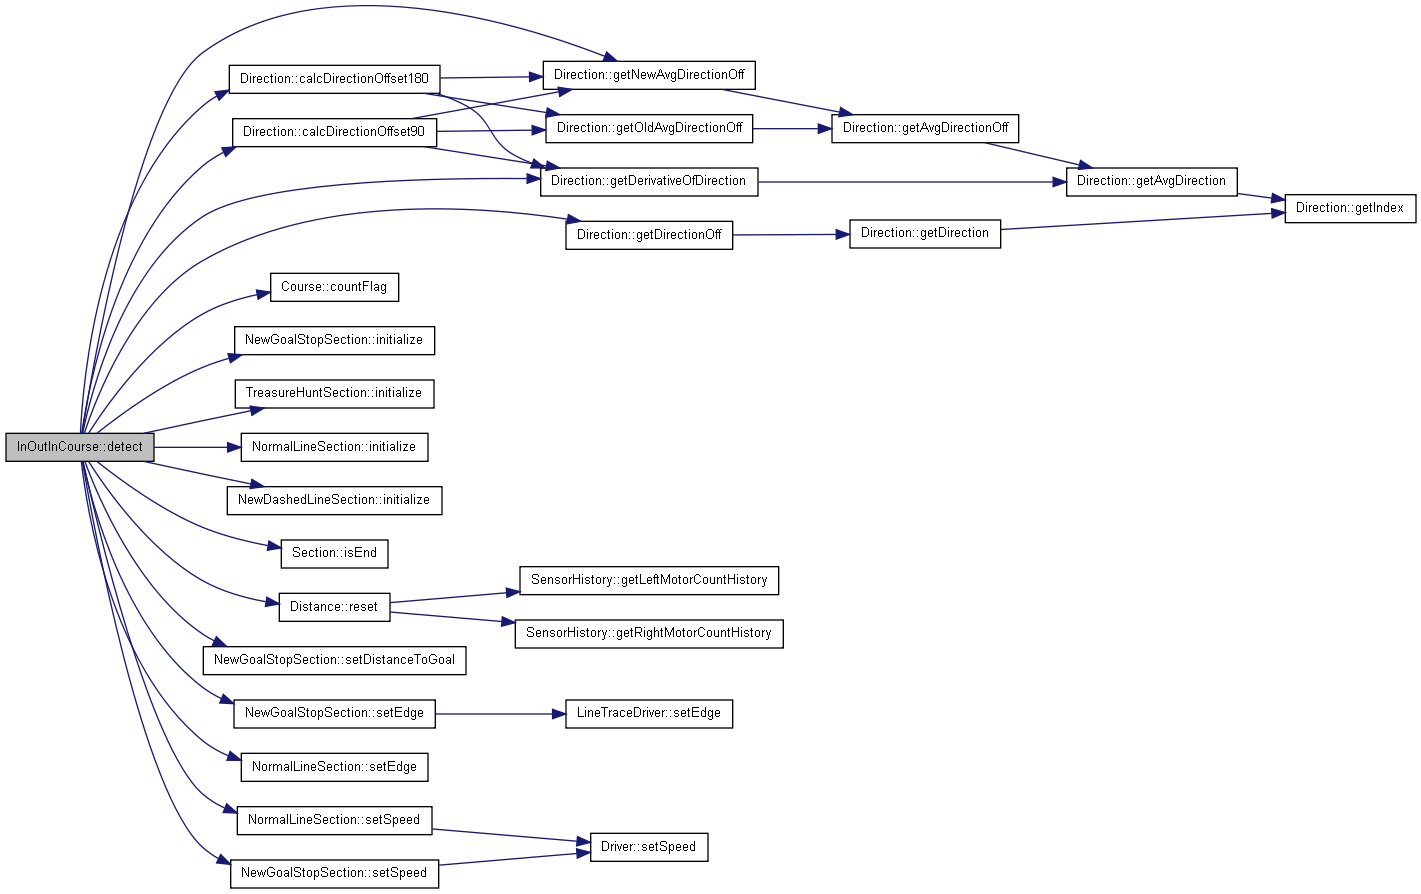 InOutInCourse::detect
Direction::calcDirectionOffset180
Direction::calcDirectionOffset90
Direction::getNewAvgDirectionOff
Direction::getOldAvgDirectionOff
Direction::getDerivativeOfDirection
Direction::getAvgDirectionOff
Direction::getAvgDirection
Direction::getIndex
Direction::getDirectionOff
Direction::getDirection
Course::countFlag
NewGoalStopSection::initialize
TreasureHuntSection::initialize
NormalLineSection::initialize
NewDashedLineSection::initialize
Section::isEnd
Distance::reset
SensorHistory::getLeftMotorCountHistory
SensorHistory::getRightMotorCountHistory
NewGoalStopSection::setDistanceToGoal
NewGoalStopSection::setEdge
LineTraceDriver::setEdge
NormalLineSection::setEdge
NormalLineSection::setSpeed
Driver::setSpeed
NewGoalStopSection::setSpeed